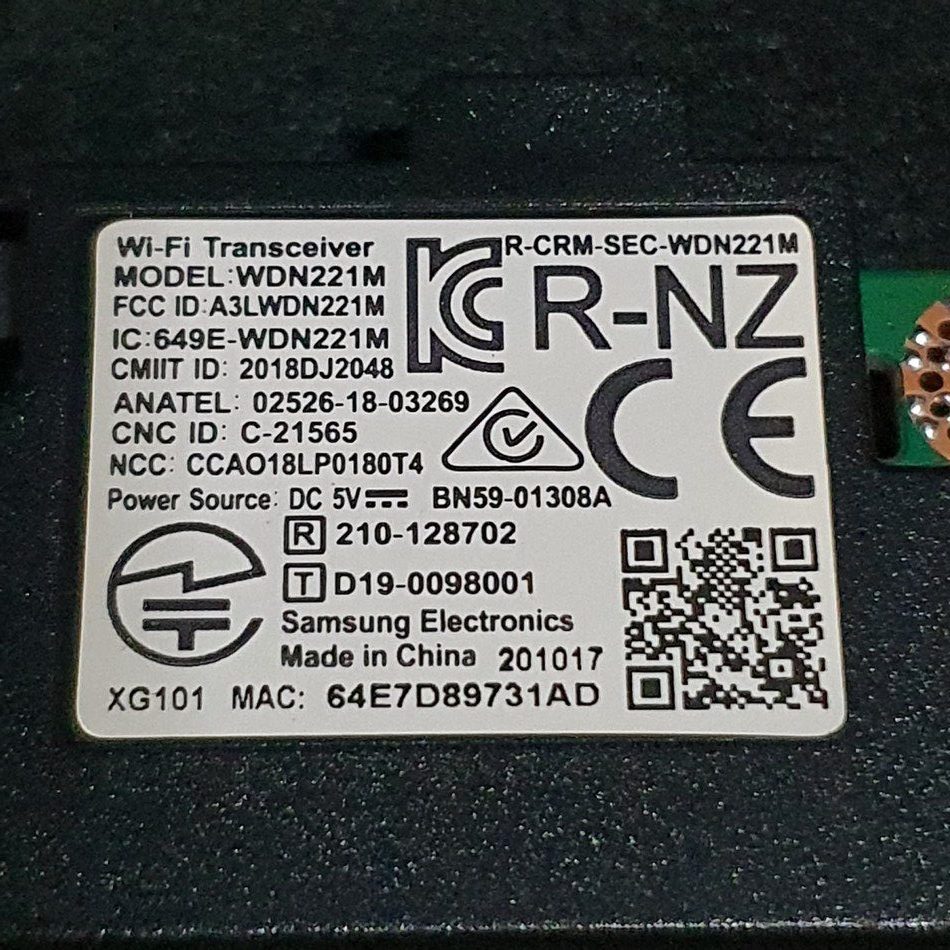 Wi-Fi Transceiver
MODEL:WDN221M
FCC ID:A3LWDN221M
IC:649E-WDN221M
CMIIT ID: 2018DJ2048
ANATEL: 02526-18-03269
CNC ID: C-21565
NCC: CCAO18LP0180T4
R-CRM-SEC-WDN221M
R-NZ
CE
Power Source: DC 5V BN59-01308A
R 210-128702
T D19-0098001
Samsung Electronics
Made in China 201017
XG101 MAC: 64E7D89731AD